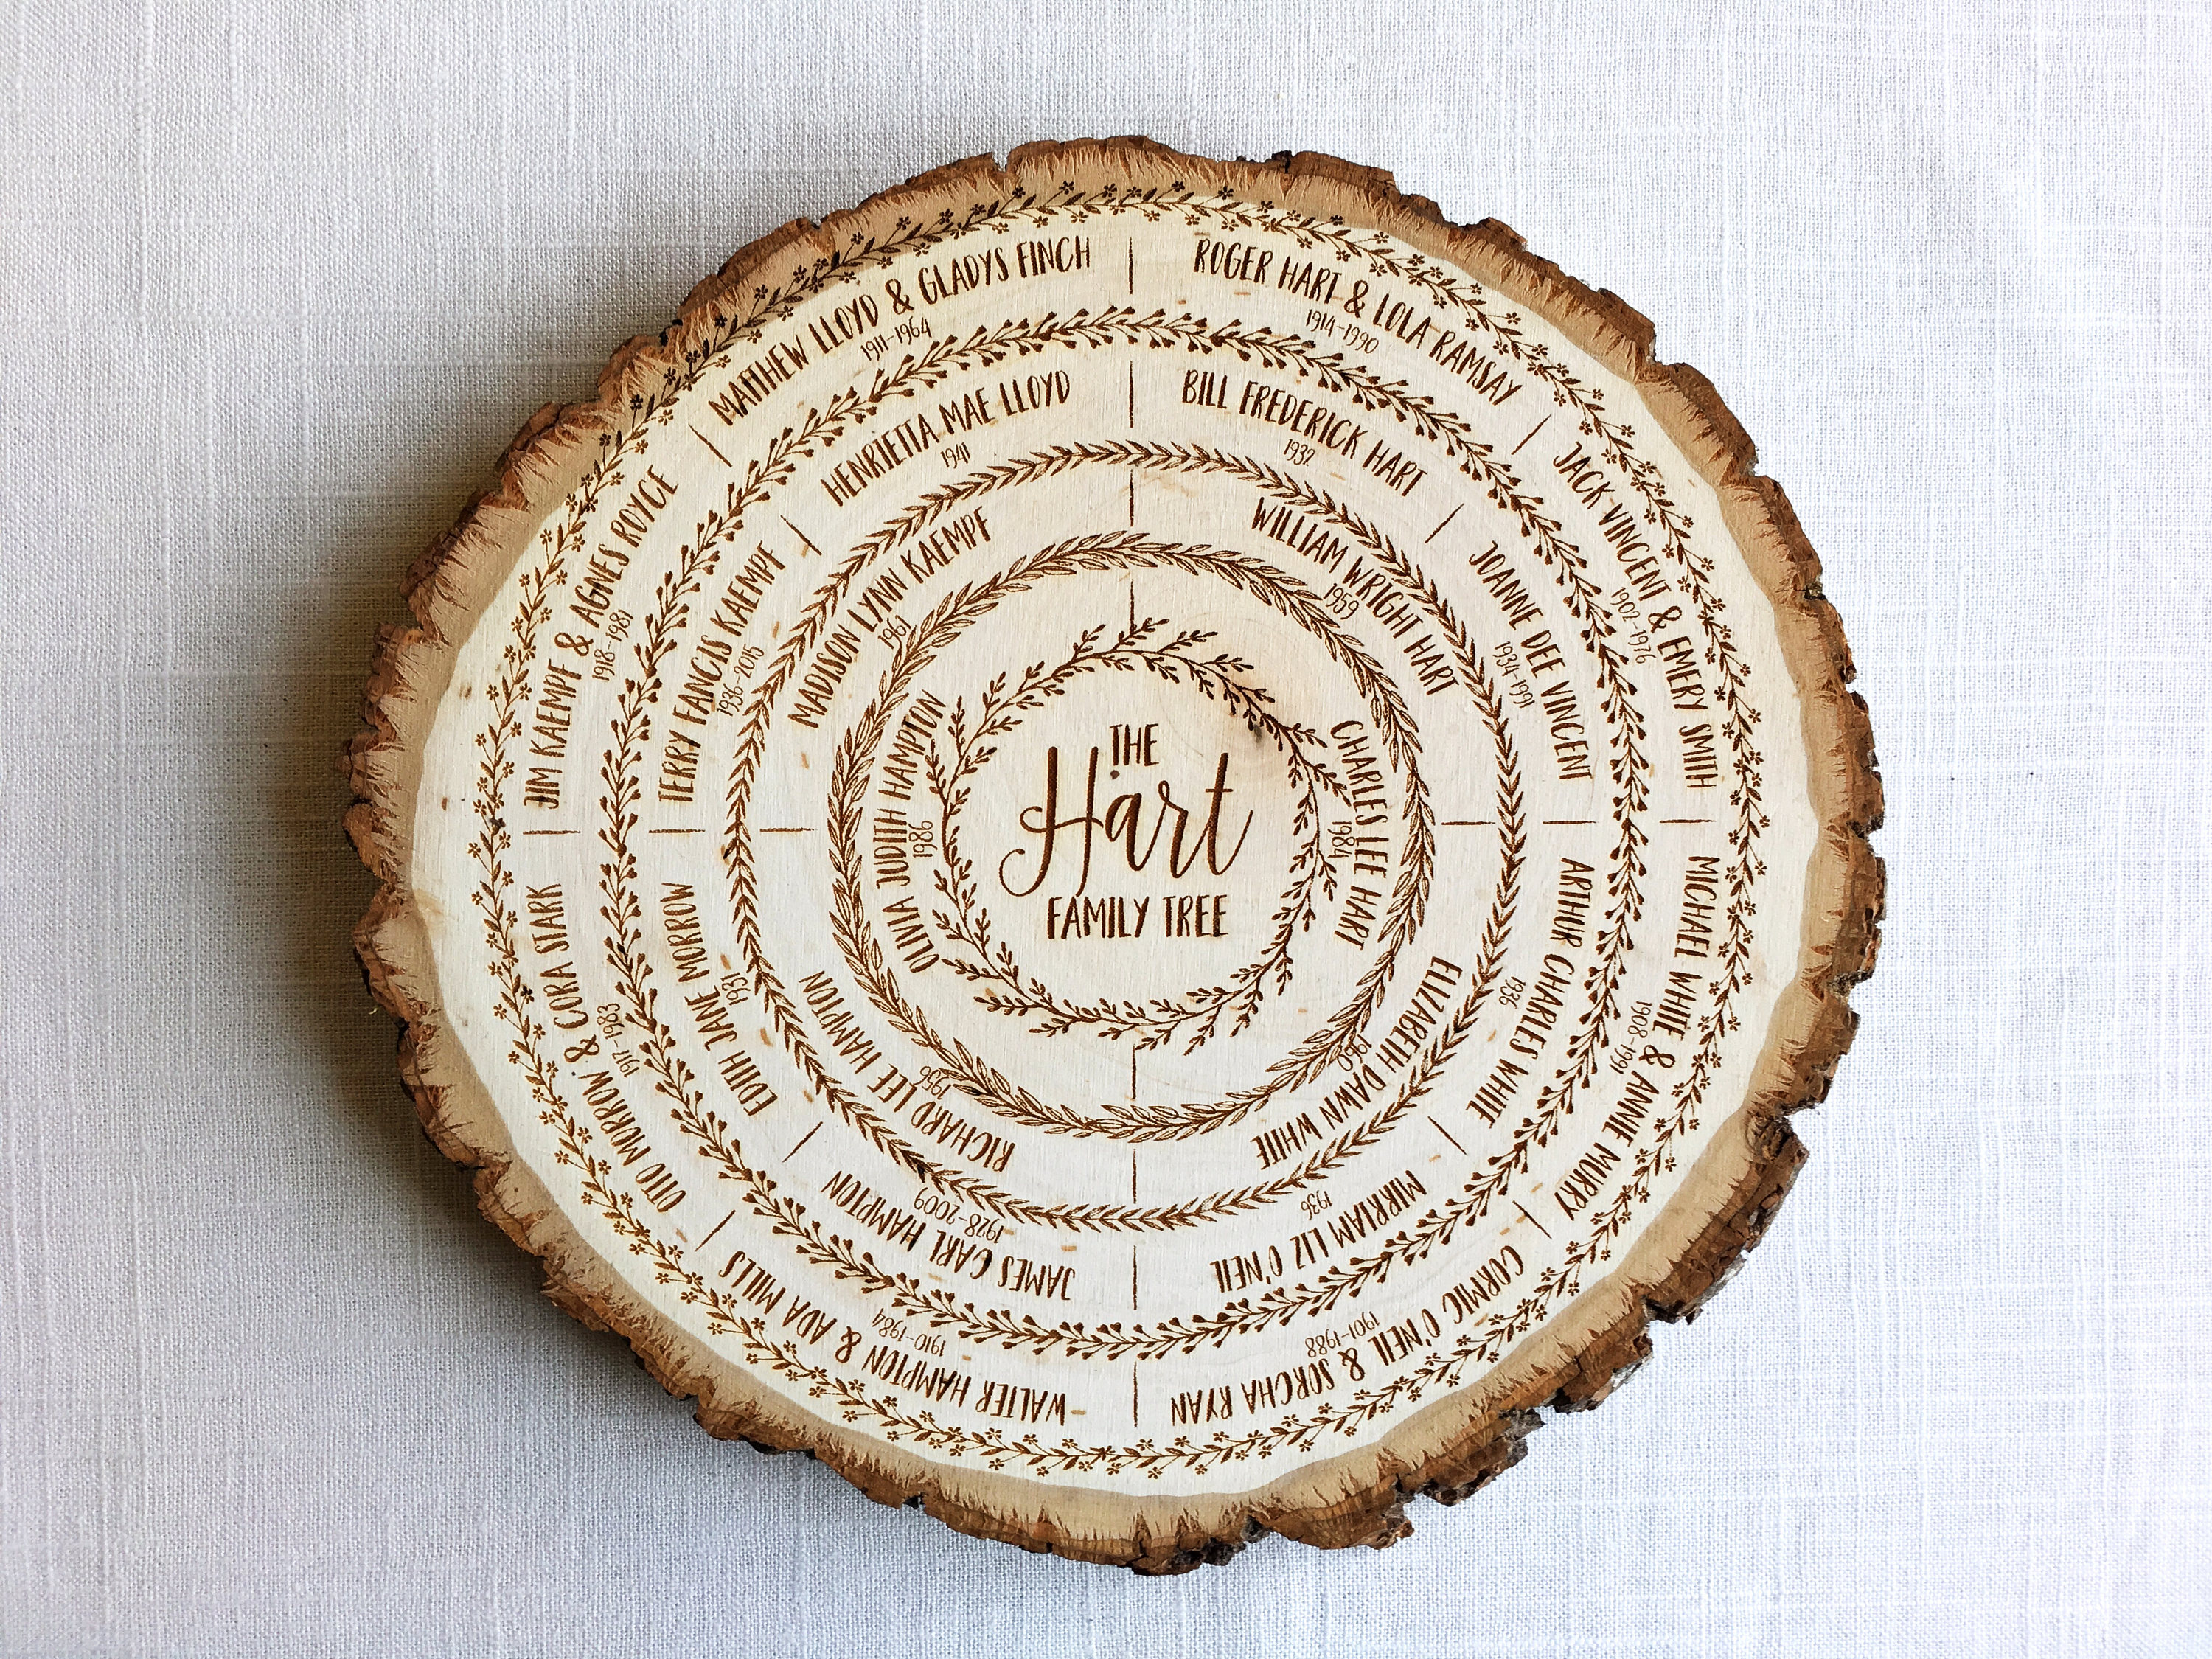 THE
Hart
FAMILY TREE
OLIVIA JUDITH HAMPTON
1986
CHARLES LEE HART
1984
MADISON LYNN KAEMPF
1961
WILLIAM WRIGHT HART
1959
ELIZABETH DAWN WHITE
1960
RICHARD LEE HAMPTON
1956
HENRIETTA MAE LLOYD
1941
BILL FREDERICK HART
1932
JOANNE DEE VINCENT
1934-1991
ARTHUR CHARLES WHITE
1936
MIRRIAM LIZ O'NEIL
1936
JAMES CARL HAMPTON
1928-2009
EDITH JANE MORROW
1931
JERRY FANCIS KAEMPF
1936-2015
MATTHEW LLOYD & GLADYS FINCH
1911-1964
ROGER HART & LOLA RAMSAY
1914-1990
JACK VINCENT & EMERY SMITH
1902-1976
MICHAEL WHITE & ANNIE MURRY
1908-1991
CORMIC O'NEIL & SORCHA RYAN
1901-1988
WALTER HAMPTON & ADA MILLS
1910-1984
OTTO MORROW & CORA STARK
1917-1983
JIM KAEMPF & AGNES ROYCE
1918-1981